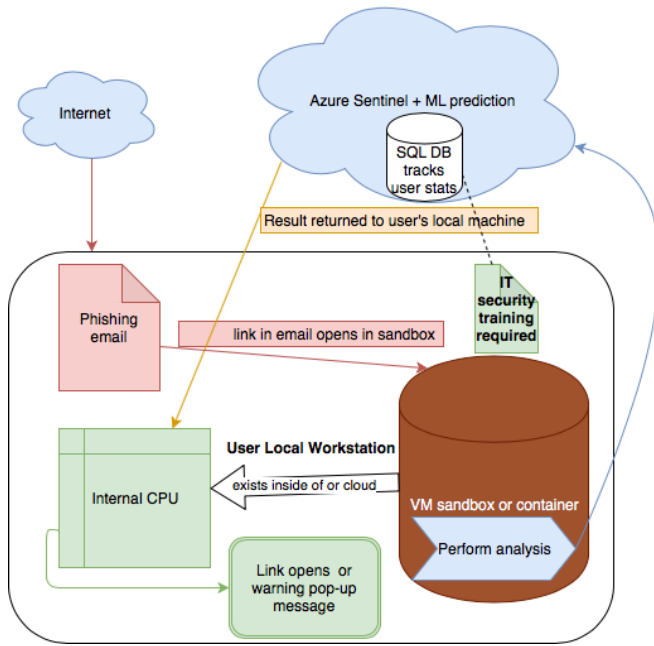 Internet
Azure Sentinel + ML prediction
SQL DB
tracks
user stats
Result returned to user's local machine
Phishing
email
link in email opens in sandbox
IT
security
training
required
User Local Workstation
Internal CPU
exists inside of or cloud
VM sandbox or container
Perform analysis
Link opens or
warning pop-up
message